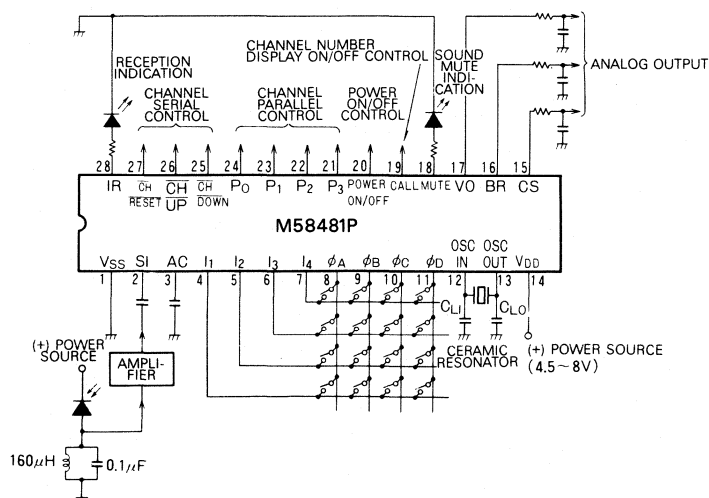 RECEPTION
INDICATION
CHANNEL
SERIAL
CONTROL
CHANNEL NUMBER
DISPLAY ON/OFF CONTROL
CHANNEL
PARALLEL
CONTROL
POWER
ON/OFF
CONTROL
SOUND
MUTE
INDI-
CATION
ANALOG OUTPUT
28 27 26 25 24 23 22 21 20 19 18 17 16 15
IR CH RESET CH UP CH DOWN P0 P1 P2 P3 POWER ON/OFF CALL MUTE VO BR CS
M58481P
VSS SI AC I1 I2 I3 I4 φA φB φC φD OSC IN OSC OUT VDD
1 2 3 4 5 6 7 8 9 10 11 12 13 14
CLI
CLO
(+) POWER
SOURCE
AMPLI-
FIER
CERAMIC
RESONATOR
(+) POWER SOURCE
(4.5~8V)
160μH
0.1μF